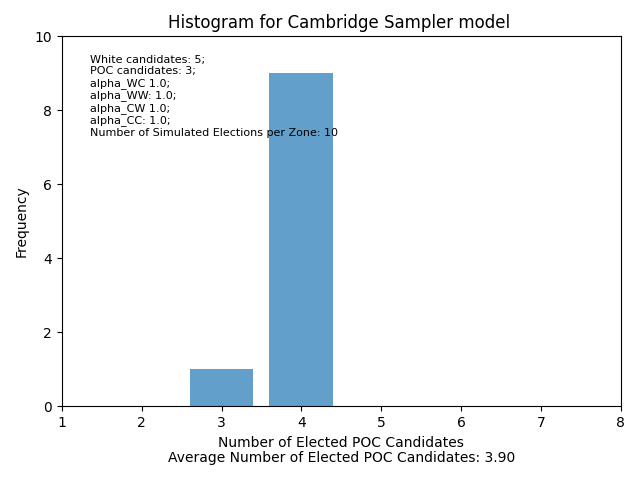 Histogram for Cambridge Sampler model
10
White candidates: 5;
POC candidates: 3;
alpha_WC 1.0;
alpha_WW: 1.0;
alpha_CW 1.0;
alpha_CC: 1.0;
Number of Simulated Elections per Zone: 10
8
6
4
2
0
Frequency
1 2 3 4 5 6 7 8
Number of Elected POC Candidates
Average Number of Elected POC Candidates: 3.90